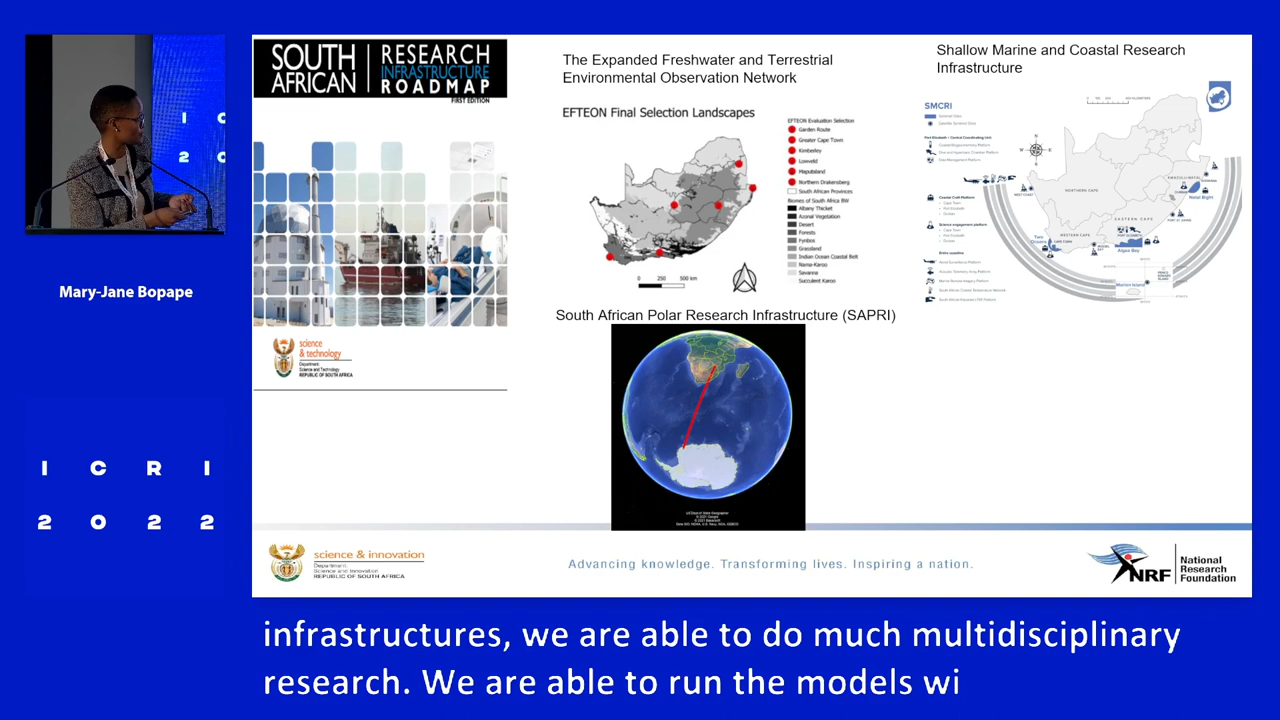 I C
2 0
Mary-Jane Bopape
I C R I
2 0 2 2
SOUTH AFRICAN
RESEARCH
INFRASTRUCTURE
ROADMAP
FIRST EDITION
science
& technology
Department:
Science and Technology
REPUBLIC OF SOUTH AFRICA
The Expanded Freshwater and Terrestrial
Environmental Observation Network
EFTEON Final Selection Landscapes
EFTEON Evaluation Selection
Garden Route
Greater Cape Town
Kimberley
Lowveld
Maputaland
Northern Drakensberg
South African Provinces
Biomes of South Africa BW
Albany Thicket
Azonal Vegetation
Desert
Forests
Fynbos
Grassland
Indian Ocean Coastal Belt
Nama-Karoo
Savanna
Succulent Karoo
0 250 500 km
Shallow Marine and Coastal Research
Infrastructure
SMCRI
NORTHERN CAPE
EASTERN CAPE
WESTERN CAPE
KWAZULU-NATAL
Natal Bight
Algoa Bay
Marion Island
South African Polar Research Infrastructure (SAPRI)
science & innovation
Department:
Science and Innovation
REPUBLIC OF SOUTH AFRICA
Advancing knowledge. Transforming lives. Inspiring a nation.
NRF
National
Research
Foundation
infrastructures, we are able to do much multidisciplinary
research. We are able to run the models wi